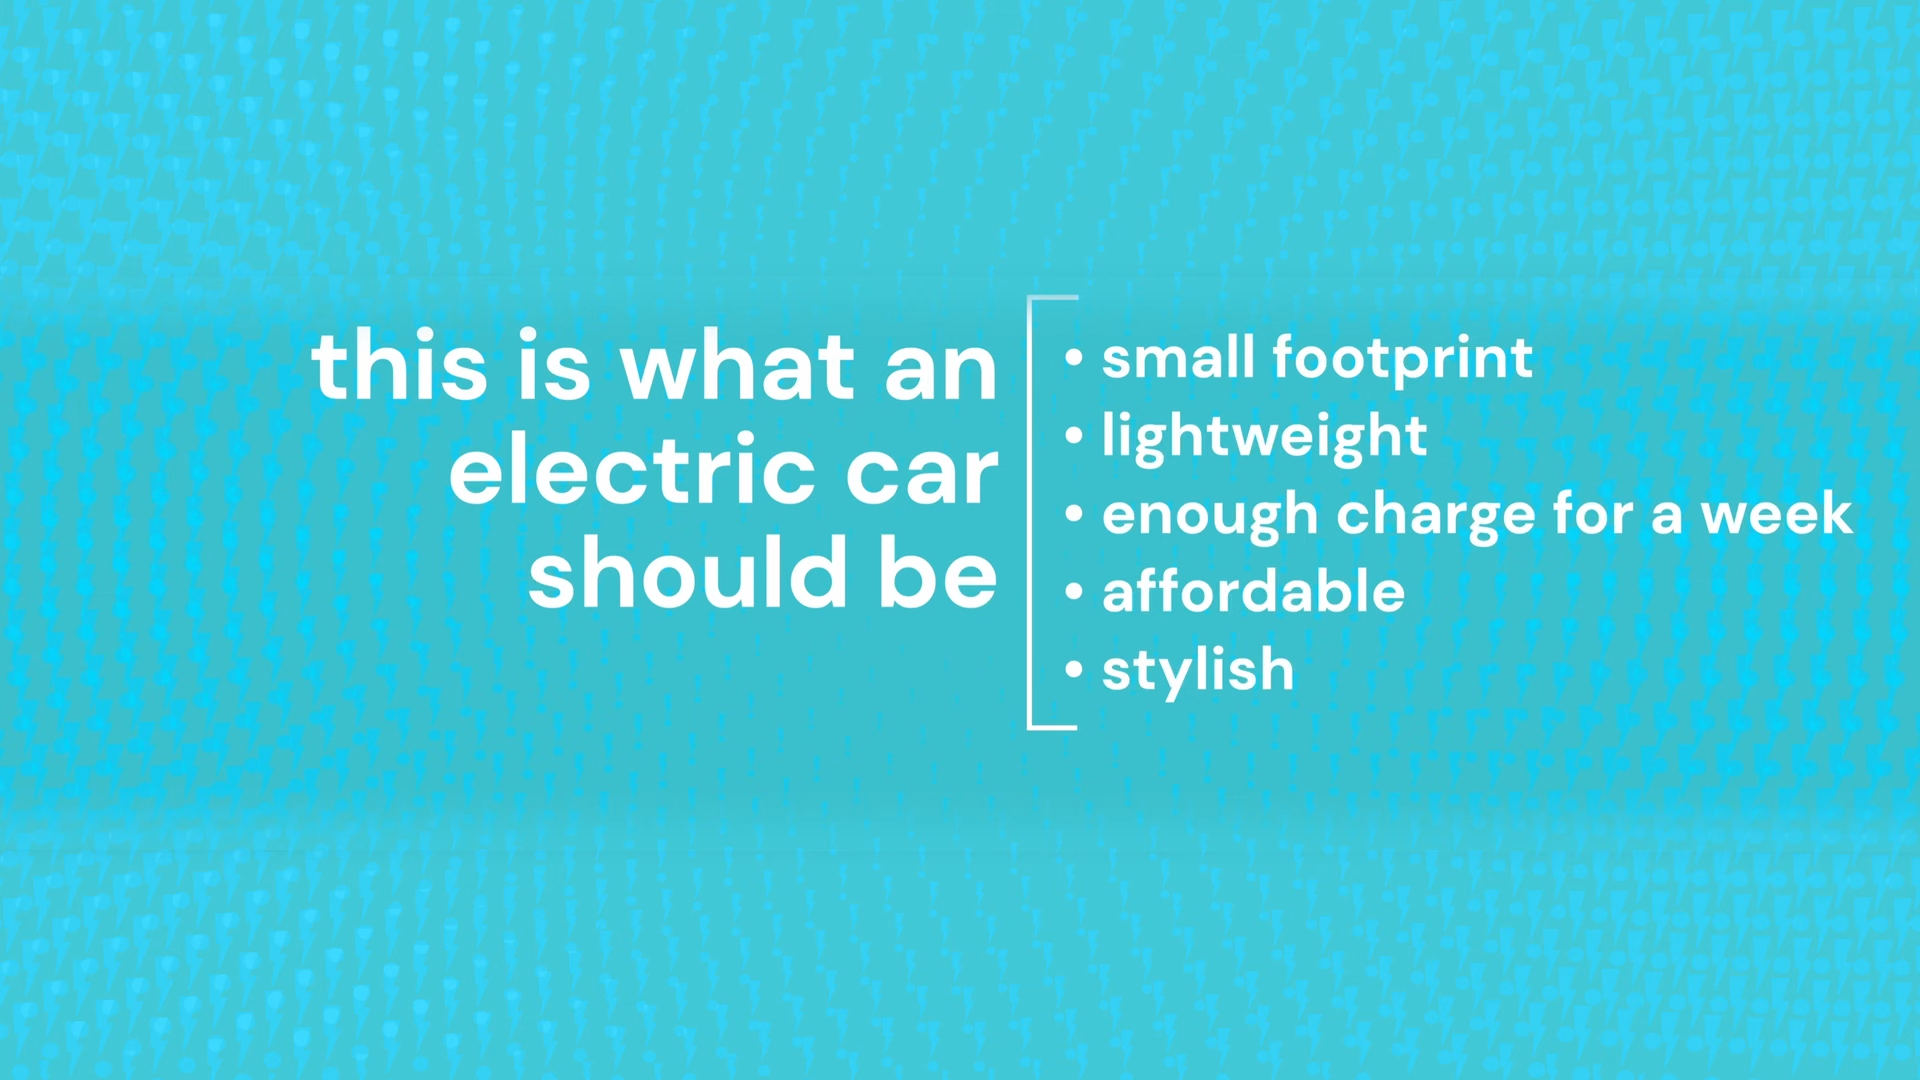 this is what an
electric car
should be
• small footprint
• lightweight
• enough charge for a week
• affordable
• stylish